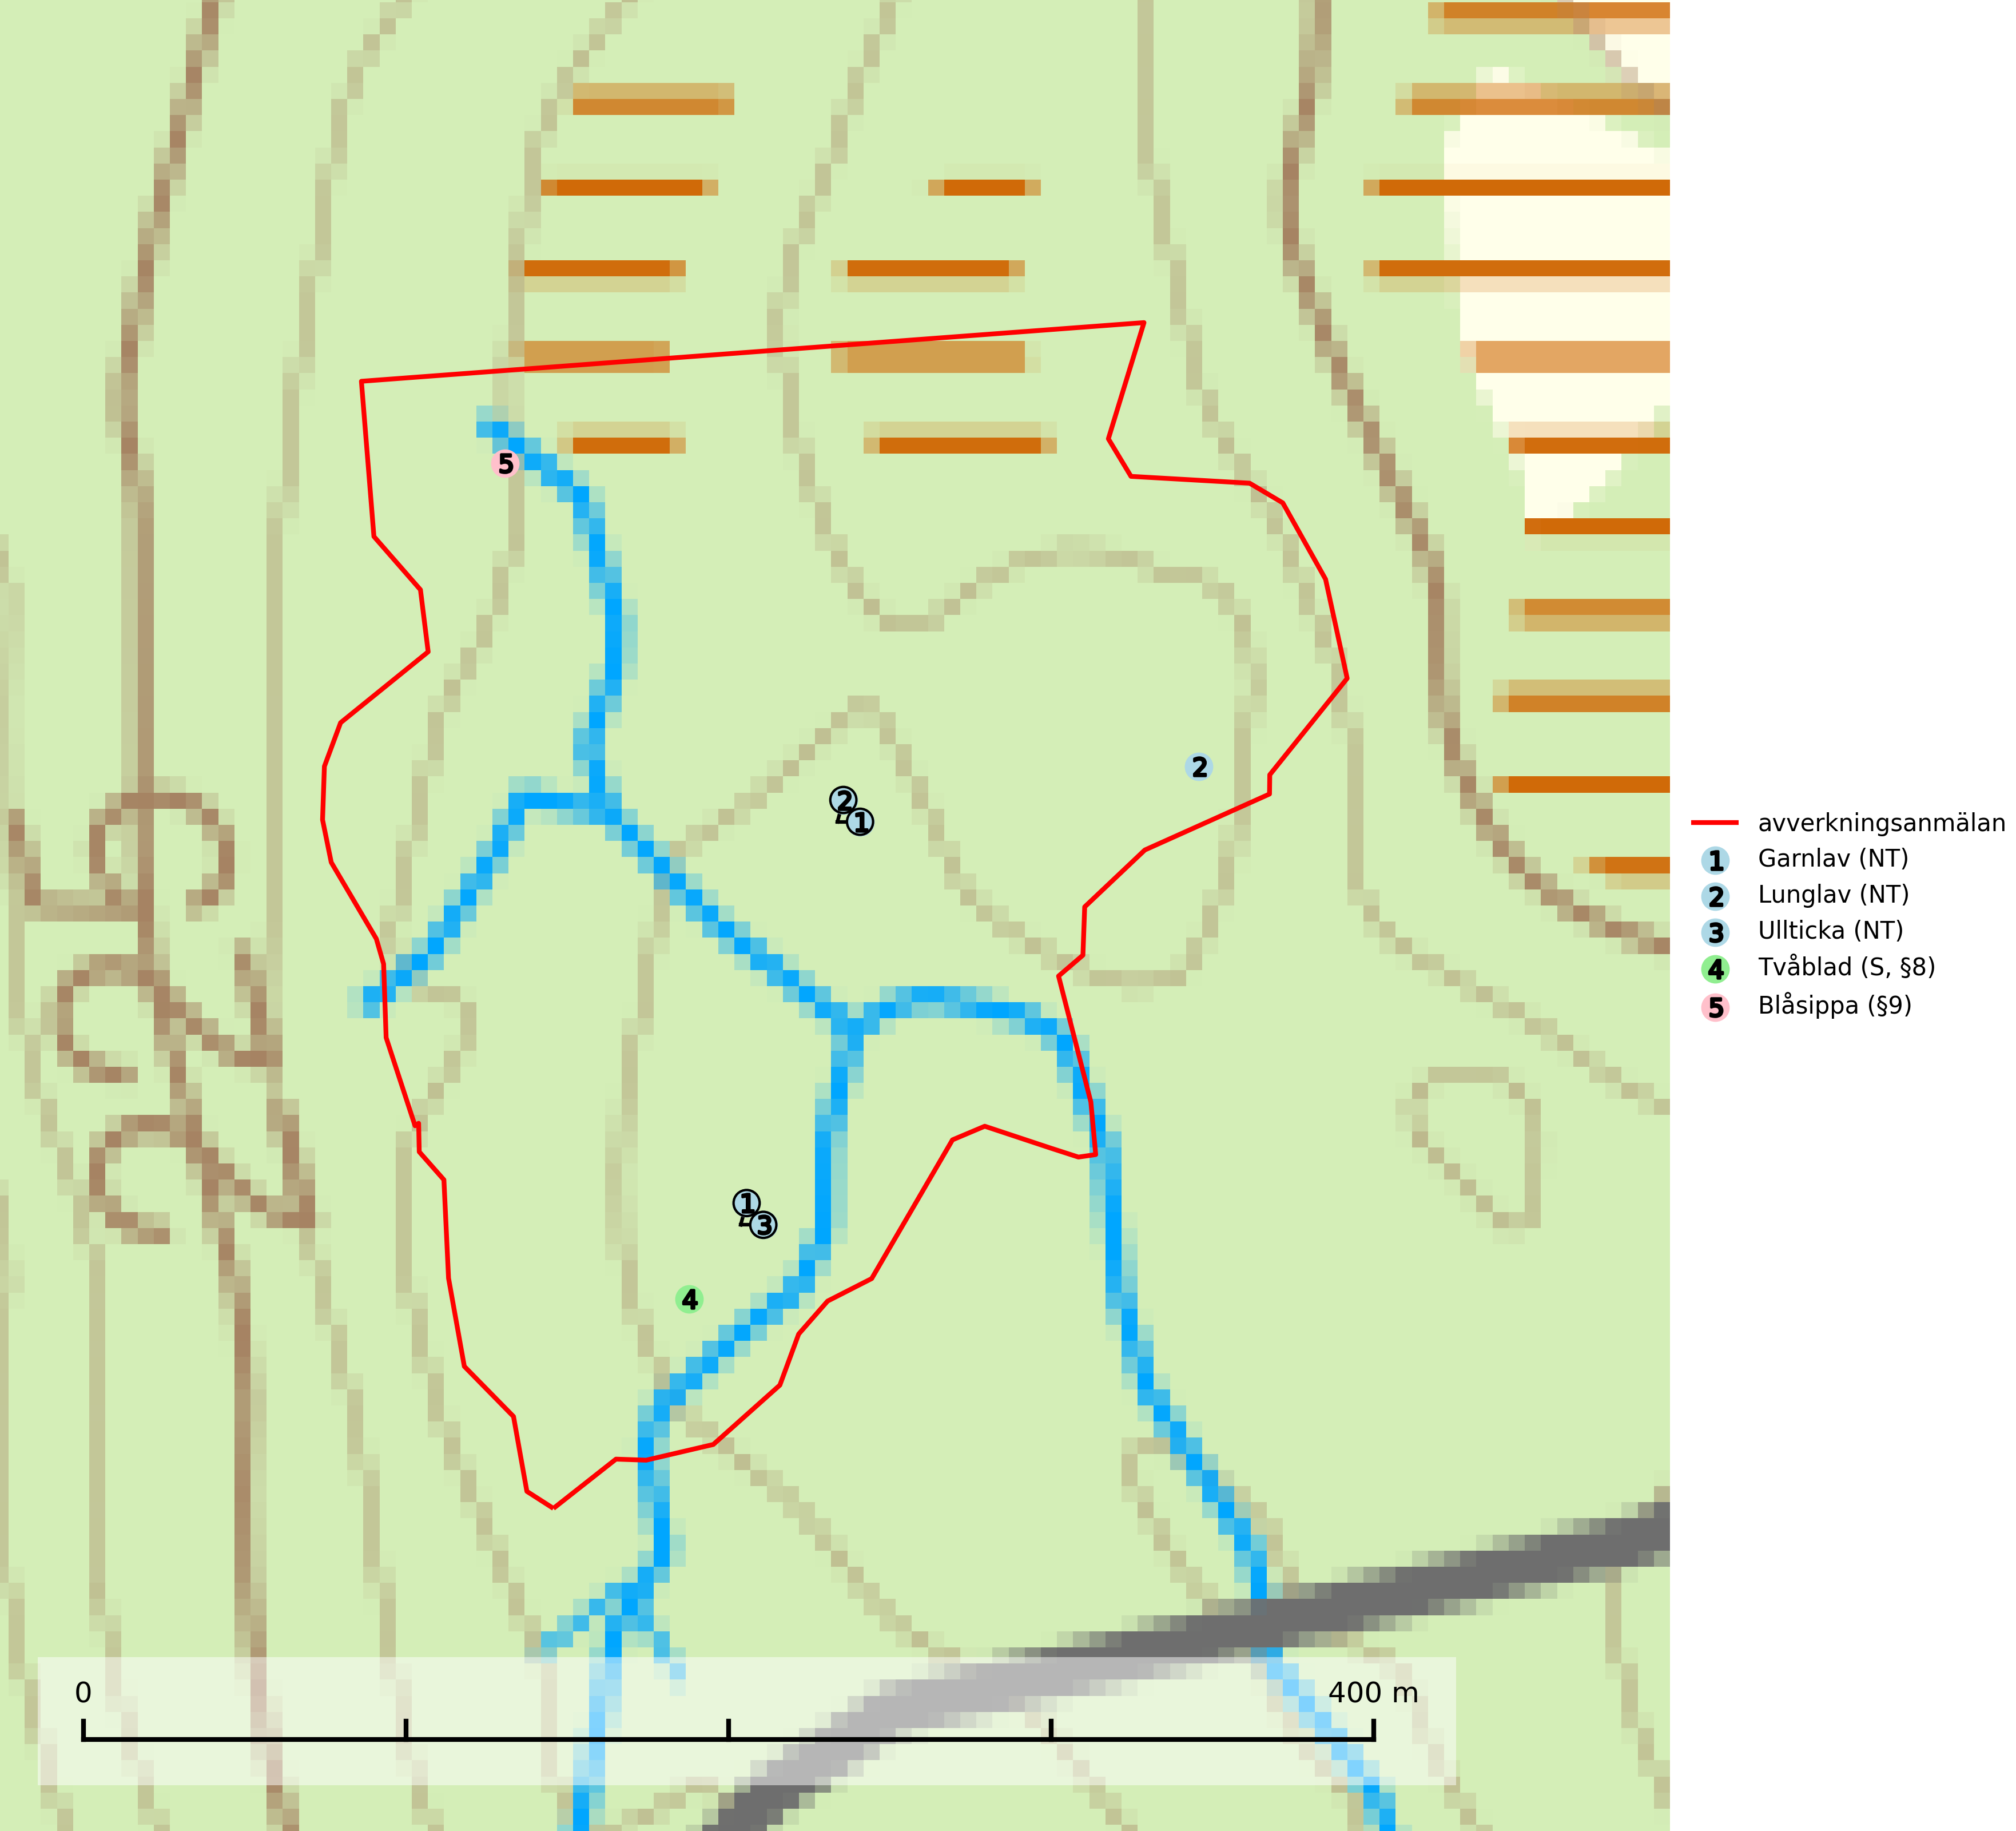 5
2
2
1
1
3
4
avverkningsanmälan
1 Garnlav (NT)
2 Lunglav (NT)
3 Ullticka (NT)
4 Tvåblad (S, §8)
5 Blåsippa (§9)
0 400 m